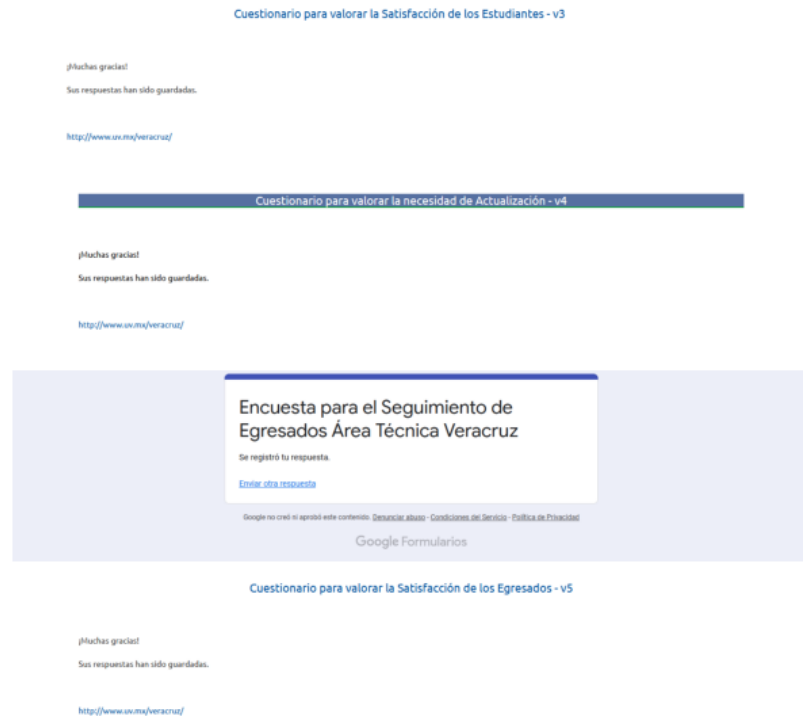 Cuestionario para valorar la Satisfacción de los Estudiantes - v3
¡Muchas gracias!
Sus respuestas han sido guardadas.
http://www.uv.mx/veracruz/
Cuestionario para valorar la necesidad de Actualización - v4
¡Muchas gracias!
Sus respuestas han sido guardadas.
http://www.uv.mx/veracruz/
Encuesta para el Seguimiento de
Egresados Área Técnica Veracruz
Se registró tu respuesta.
Enviar otra respuesta
Google no creó ni aprobó este contenido. Denunciar abuso - Condiciones del Servicio - Política de Privacidad
Google Formularios
Cuestionario para valorar la Satisfacción de los Egresados - v5
¡Muchas gracias!
Sus respuestas han sido guardadas.
http://www.uv.mx/veracruz/